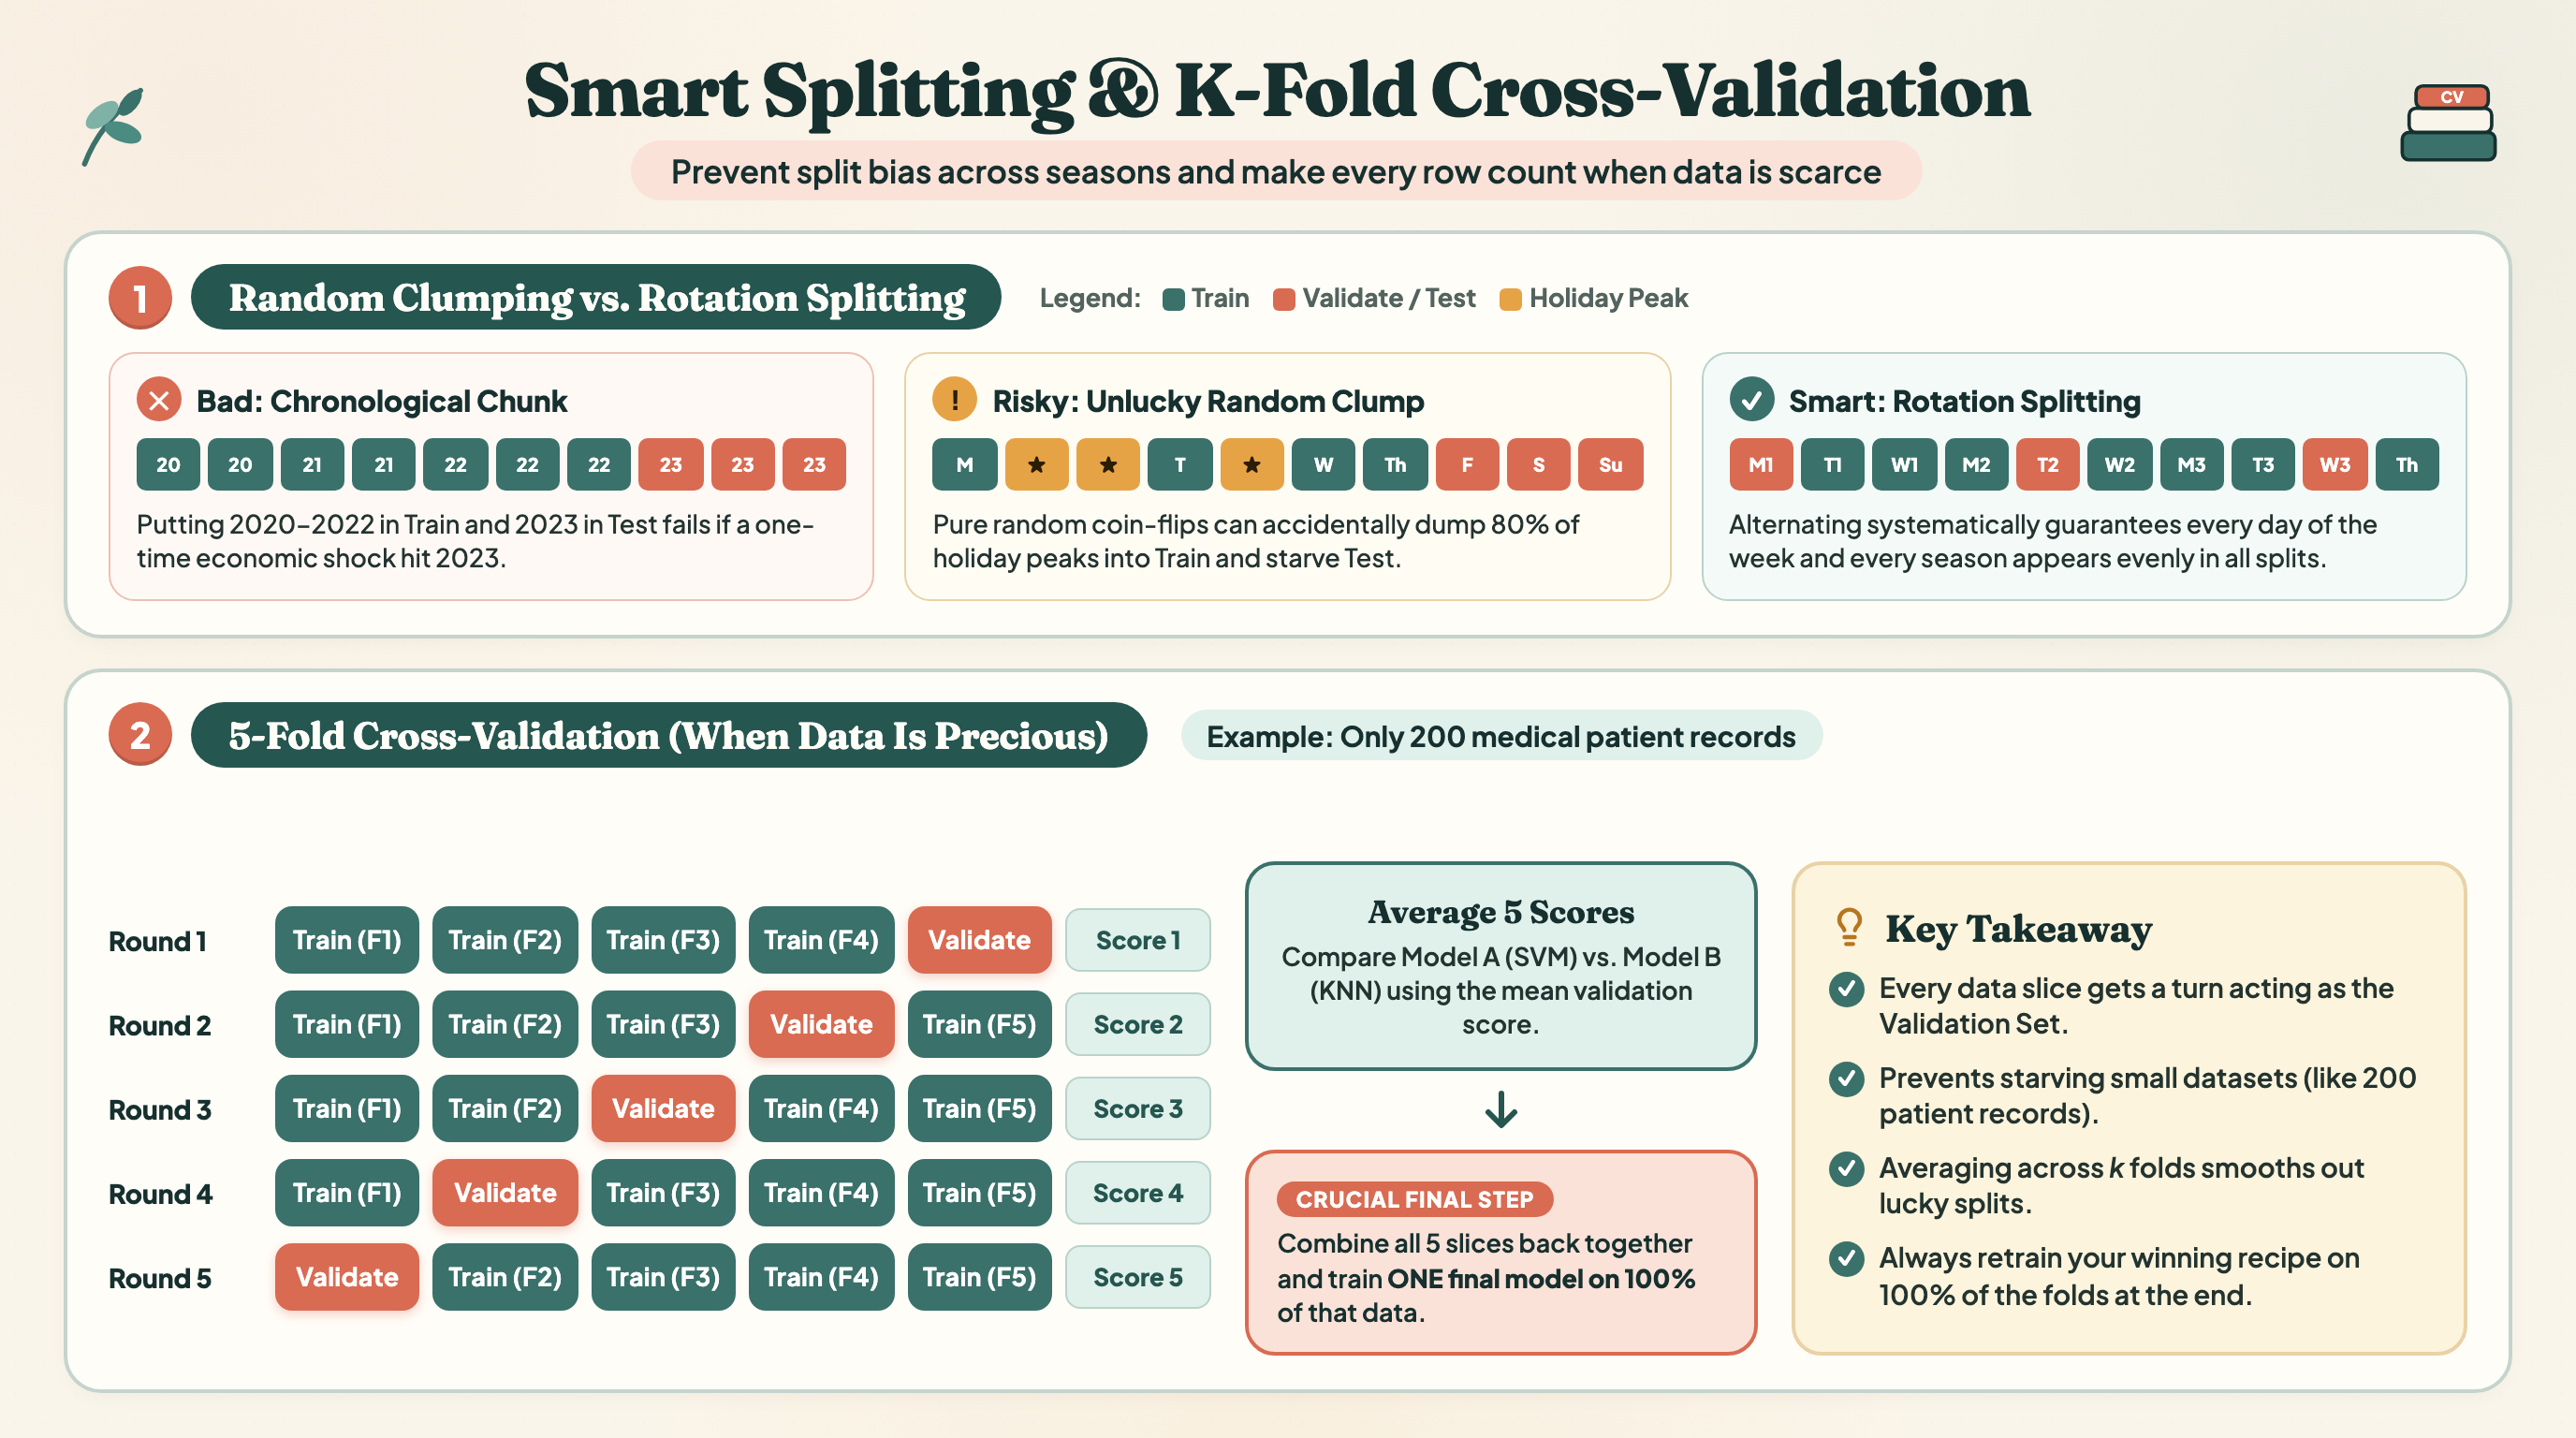 Smart Splitting & K-Fold Cross-Validation
CV
Prevent split bias across seasons and make every row count when data is scarce
1
Random Clumping vs. Rotation Splitting
Legend: Train Validate / Test Holiday Peak
Bad: Chronological Chunk
20 20 21 21 22 22 22 23 23 23
Putting 2020–2022 in Train and 2023 in Test fails if a one-
time economic shock hit 2023.
! Risky: Unlucky Random Clump
M ★ ★ T ★ W Th F S Su
Pure random coin-flips can accidentally dump 80% of
holiday peaks into Train and starve Test.
Smart: Rotation Splitting
M1 T1 W1 M2 T2 W2 M3 T3 W3 Th
Alternating systematically guarantees every day of the
week and every season appears evenly in all splits.
2
5-Fold Cross-Validation (When Data Is Precious)
Example: Only 200 medical patient records
Round 1 Train (F1) Train (F2) Train (F3) Train (F4) Validate Score 1
Round 2 Train (F1) Train (F2) Train (F3) Validate Train (F5) Score 2
Round 3 Train (F1) Train (F2) Validate Train (F4) Train (F5) Score 3
Round 4 Train (F1) Validate Train (F3) Train (F4) Train (F5) Score 4
Round 5 Validate Train (F2) Train (F3) Train (F4) Train (F5) Score 5
Average 5 Scores
Compare Model A (SVM) vs. Model B
(KNN) using the mean validation
score.
CRUCIAL FINAL STEP
Combine all 5 slices back together
and train ONE final model on 100%
of that data.
Key Takeaway
Every data slice gets a turn acting as the
Validation Set.
Prevents starving small datasets (like 200
patient records).
Averaging across k folds smooths out
lucky splits.
Always retrain your winning recipe on
100% of the folds at the end.